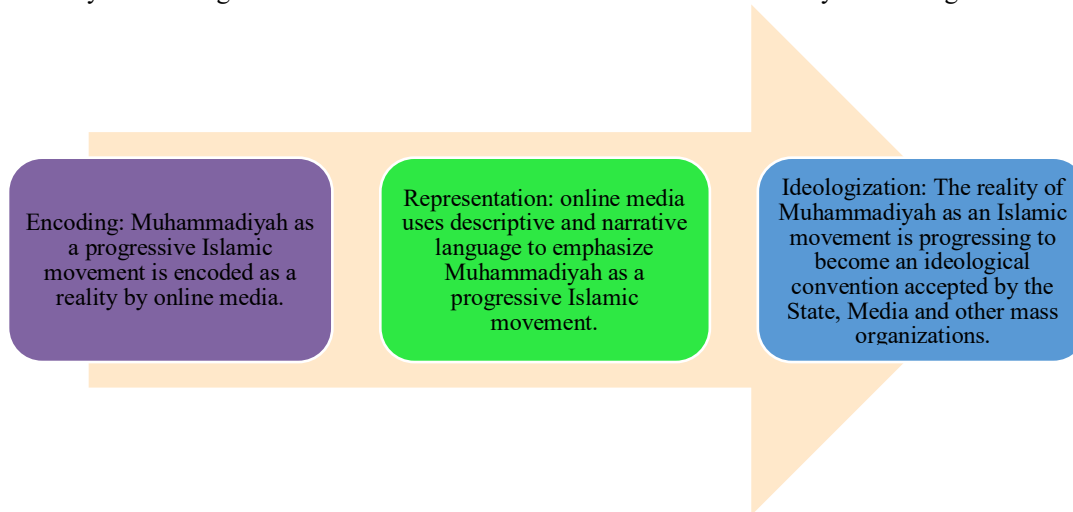 Encoding: Muhammadiyah as
a progressive Islamic
movement is encoded as a
reality by online media.
Representation: online media
uses descriptive and narrative
language to emphasize
Muhammadiyah as a
progressive Islamic
movement.
Ideologization: The reality of
Muhammadiyah as an Islamic
movement is progressing to
become an ideological
convention accepted by the
State, Media and other mass
organizations.